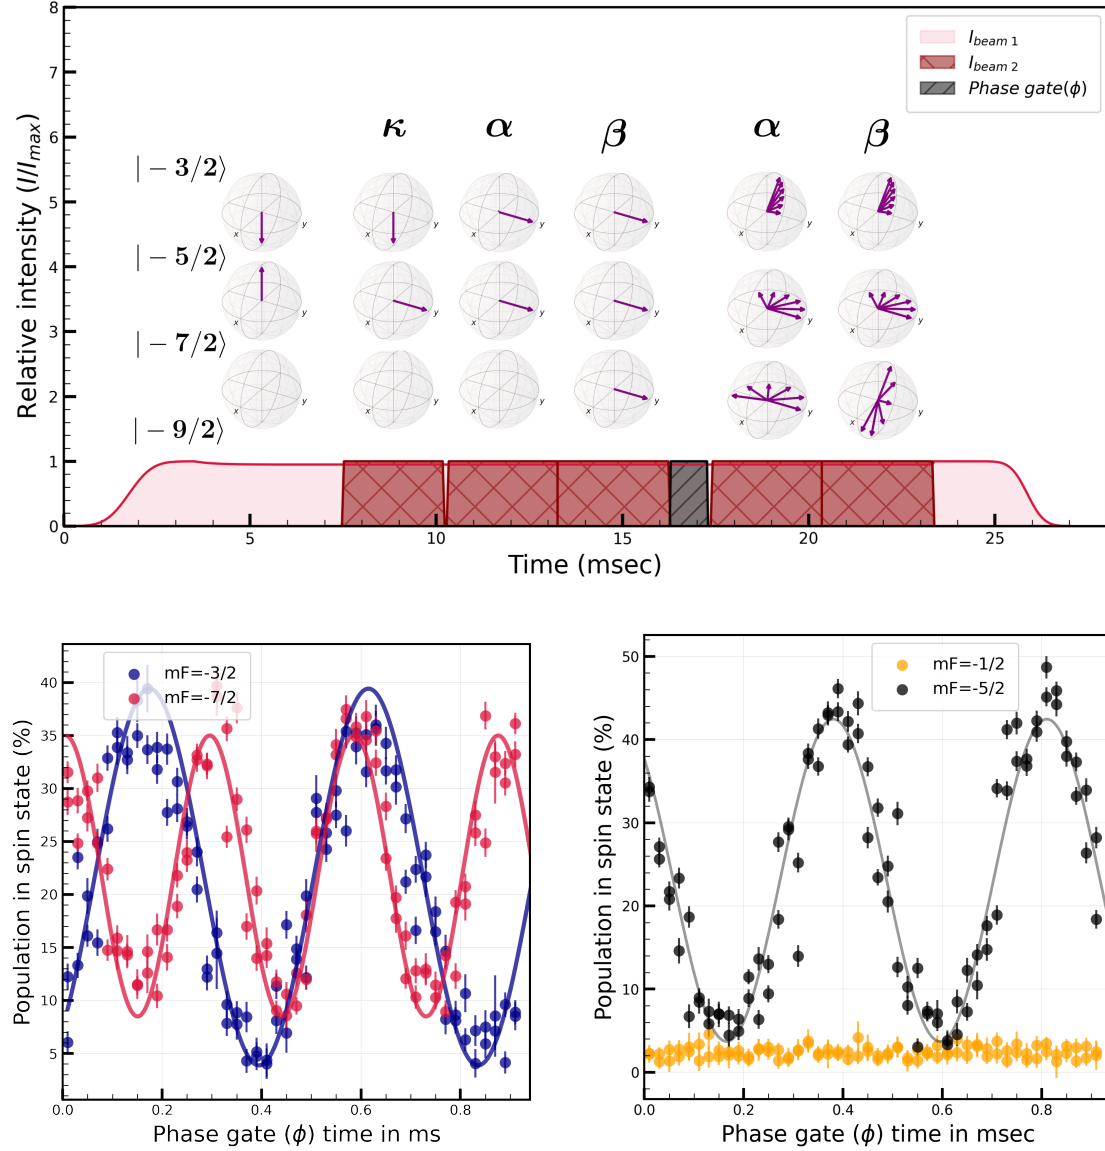 8
7
6
5
4
3
2
1
0
Relative intensity (I/I_max)
I_beam 1
I_beam 2
Phase gate(ϕ)
κ α β α β
|−3/2⟩
|−5/2⟩
|−7/2⟩
|−9/2⟩
x y x y x y x y x y x y
x y x y x y x y x y x y
x y x y x y x y x y x y
0 5 10 15 20 25
Time (msec)
mF=-3/2
mF=-7/2
40
35
30
25
20
15
10
5
Population in spin state (%)
0.0 0.2 0.4 0.6 0.8
Phase gate (ϕ) time in ms
mF=-1/2
mF=-5/2
50
40
30
20
10
0
Population in spin state (%)
0.0 0.2 0.4 0.6 0.8
Phase gate (ϕ) time in msec